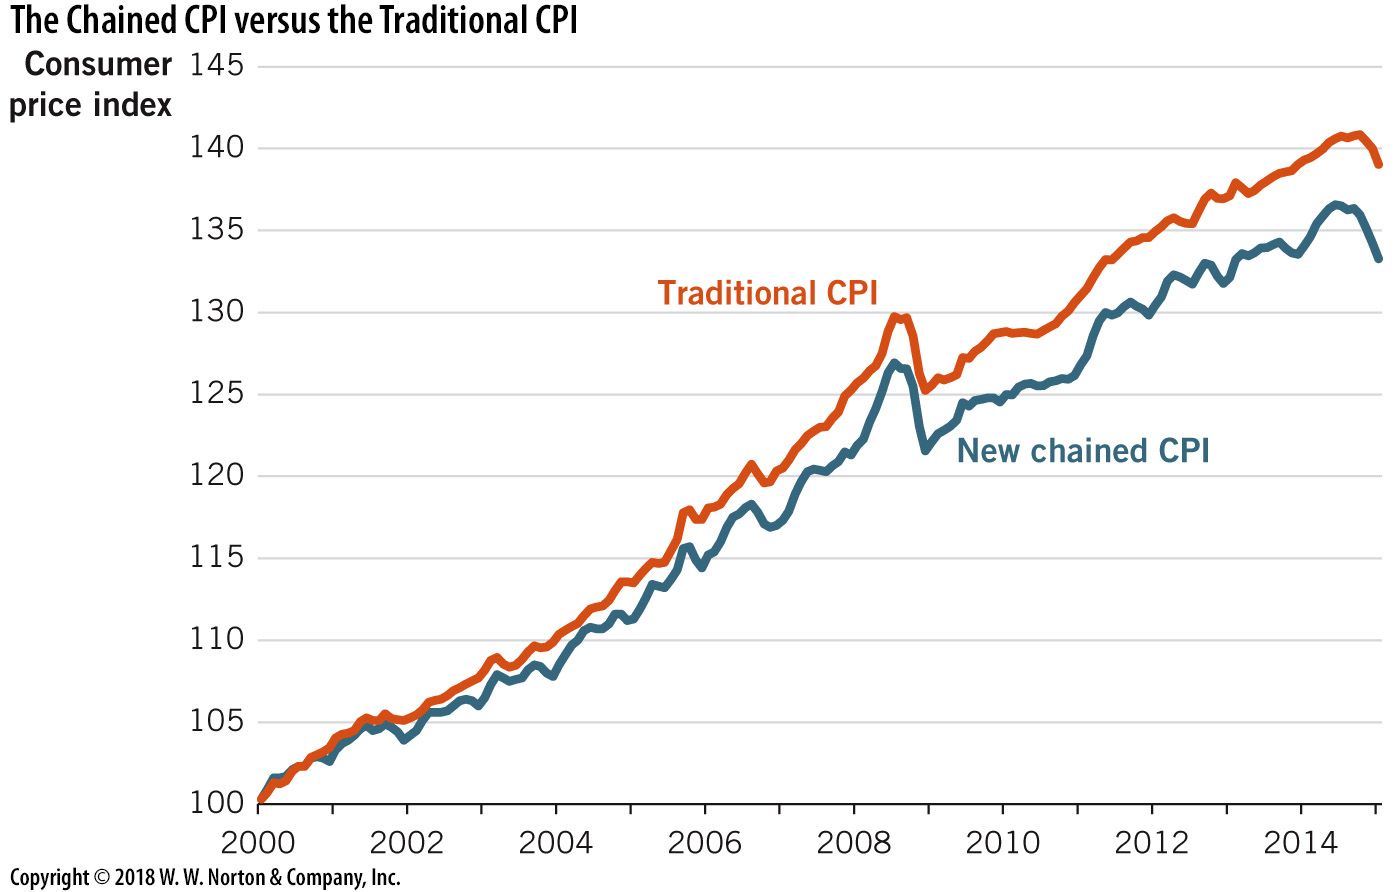 The Chained CPI versus the Traditional CPI
Consumer
price index
145
140
135
130
125
120
115
110
105
100
Traditional CPI
New chained CPI
2000 2002 2004 2006 2008 2010 2012 2014
Copyright © 2018 W. W. Norton & Company, Inc.